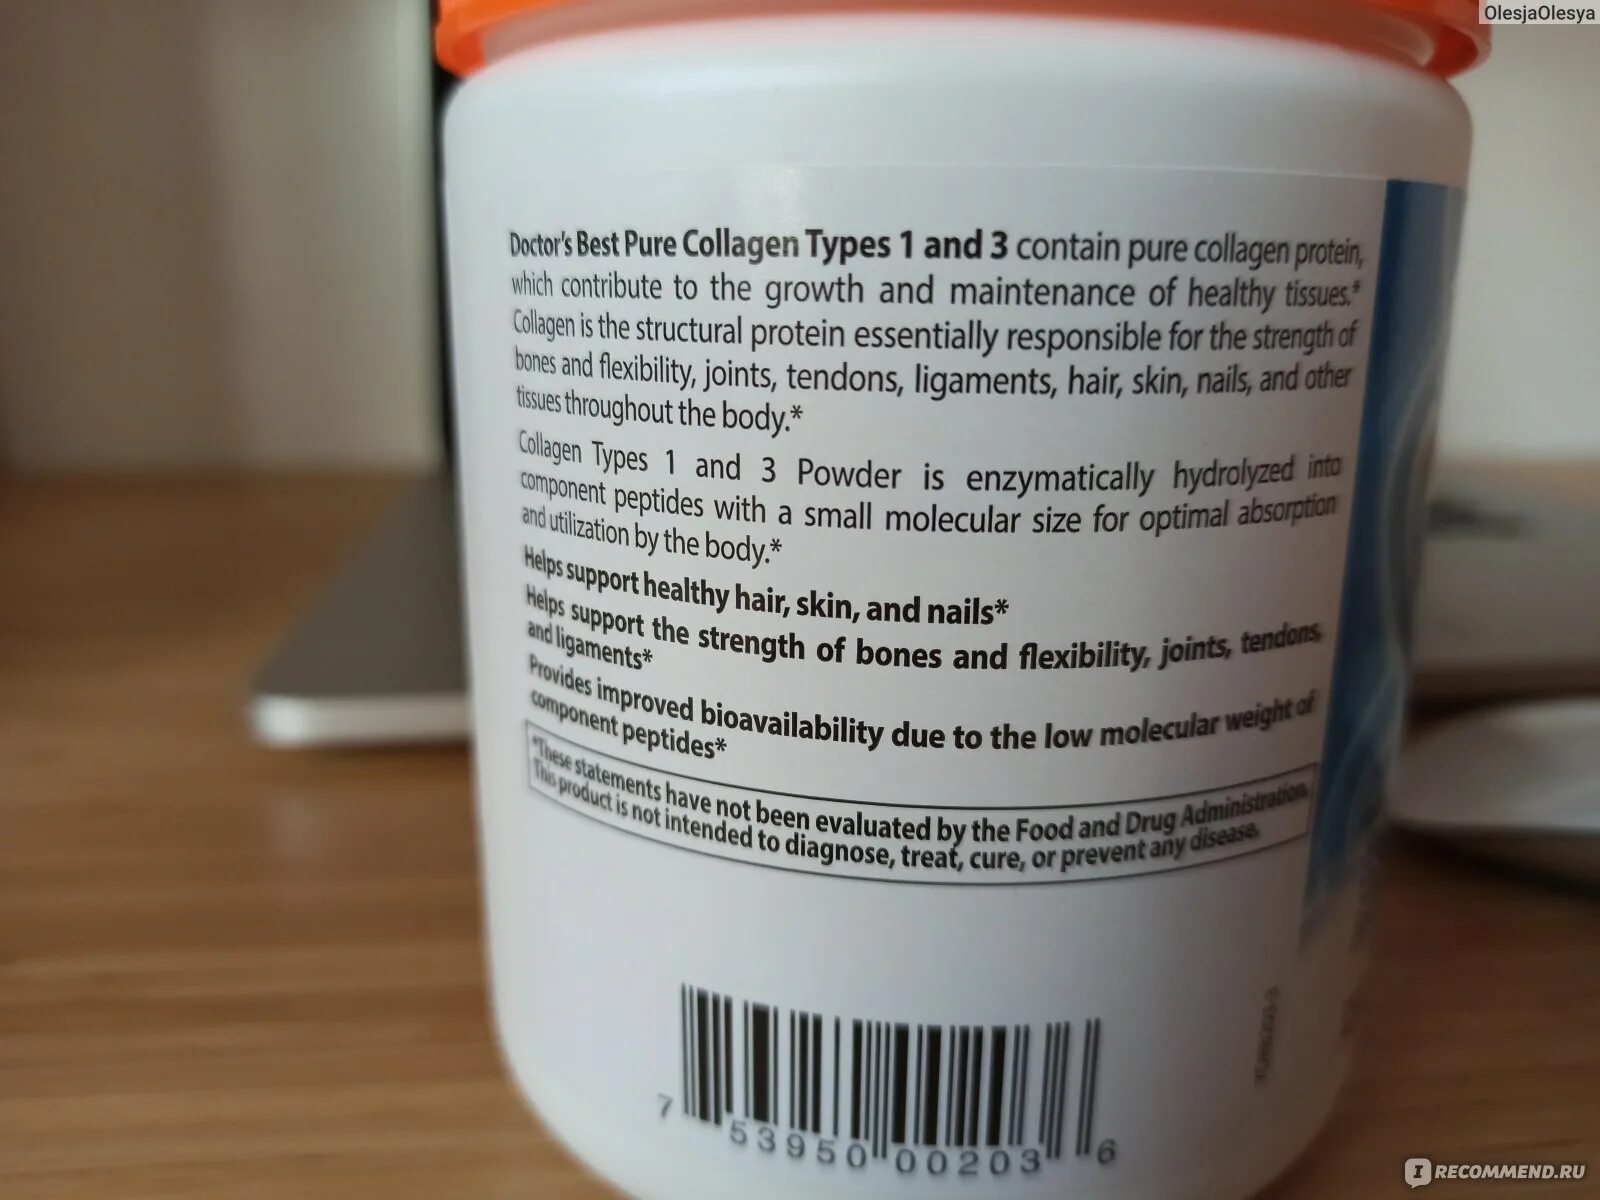 OlesjaOlesya
Doctor's Best Pure Collagen Types 1 and 3 contain pure collagen protein,
which contribute to the growth and maintenance of healthy tissues.*
Collagen is the structural protein essentially responsible for the strength of
bones and flexibility, joints, tendons, ligaments, hair, skin, nails, and other
tissues throughout the body.*
Collagen Types 1 and 3 Powder is enzymatically hydrolyzed into
component peptides with a small molecular size for optimal absorption
and utilization by the body.*
Helps support healthy hair, skin, and nails*
Helps support the strength of bones and flexibility, joints, tendons,
and ligaments*
Provides improved bioavailability due to the low molecular weight of
component peptides*
*These statements have not been evaluated by the Food and Drug Administration.
This product is not intended to diagnose, treat, cure, or prevent any disease.
7 53950 00203 6
IRECOMMEND.RU